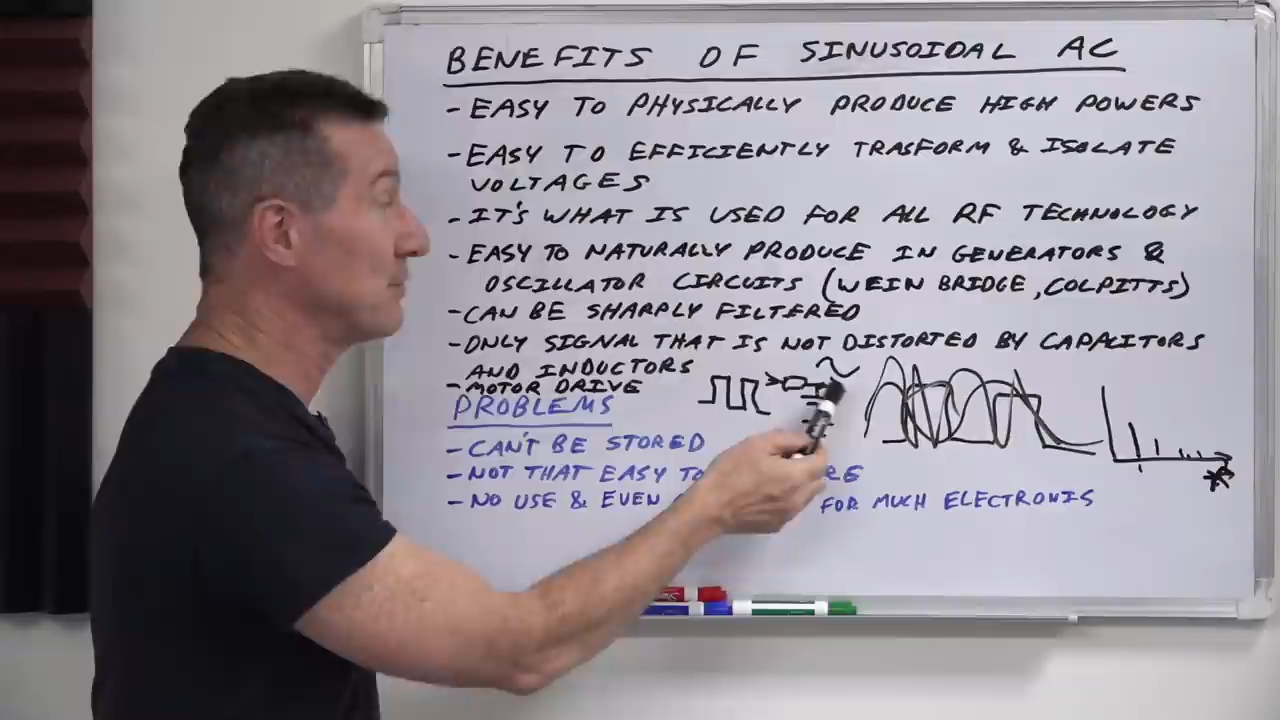 BENEFITS OF SINUSOIDAL AC
- EASY TO PHYSICALLY PRODUCE HIGH POWERS
- EASY TO EFFICIENTLY TRASFORM & ISOLATE
VOLTAGES
- IT'S WHAT IS USED FOR ALL RF TECHNOLOGY
- EASY TO NATURALLY PRODUCE IN GENERATORS &
OSCILLATOR CIRCUITS (WEIN BRIDGE, COLPITTS)
- CAN BE SHARPLY FILTERED
- ONLY SIGNAL THAT IS NOT DISTORTED BY CAPACITORS
AND INDUCTORS
- MOTOR DRIVE
PROBLEMS
- CAN'T BE STORED
- NOT THAT EASY TO
- NO USE & EVEN FOR MUCH ELECTRONIS